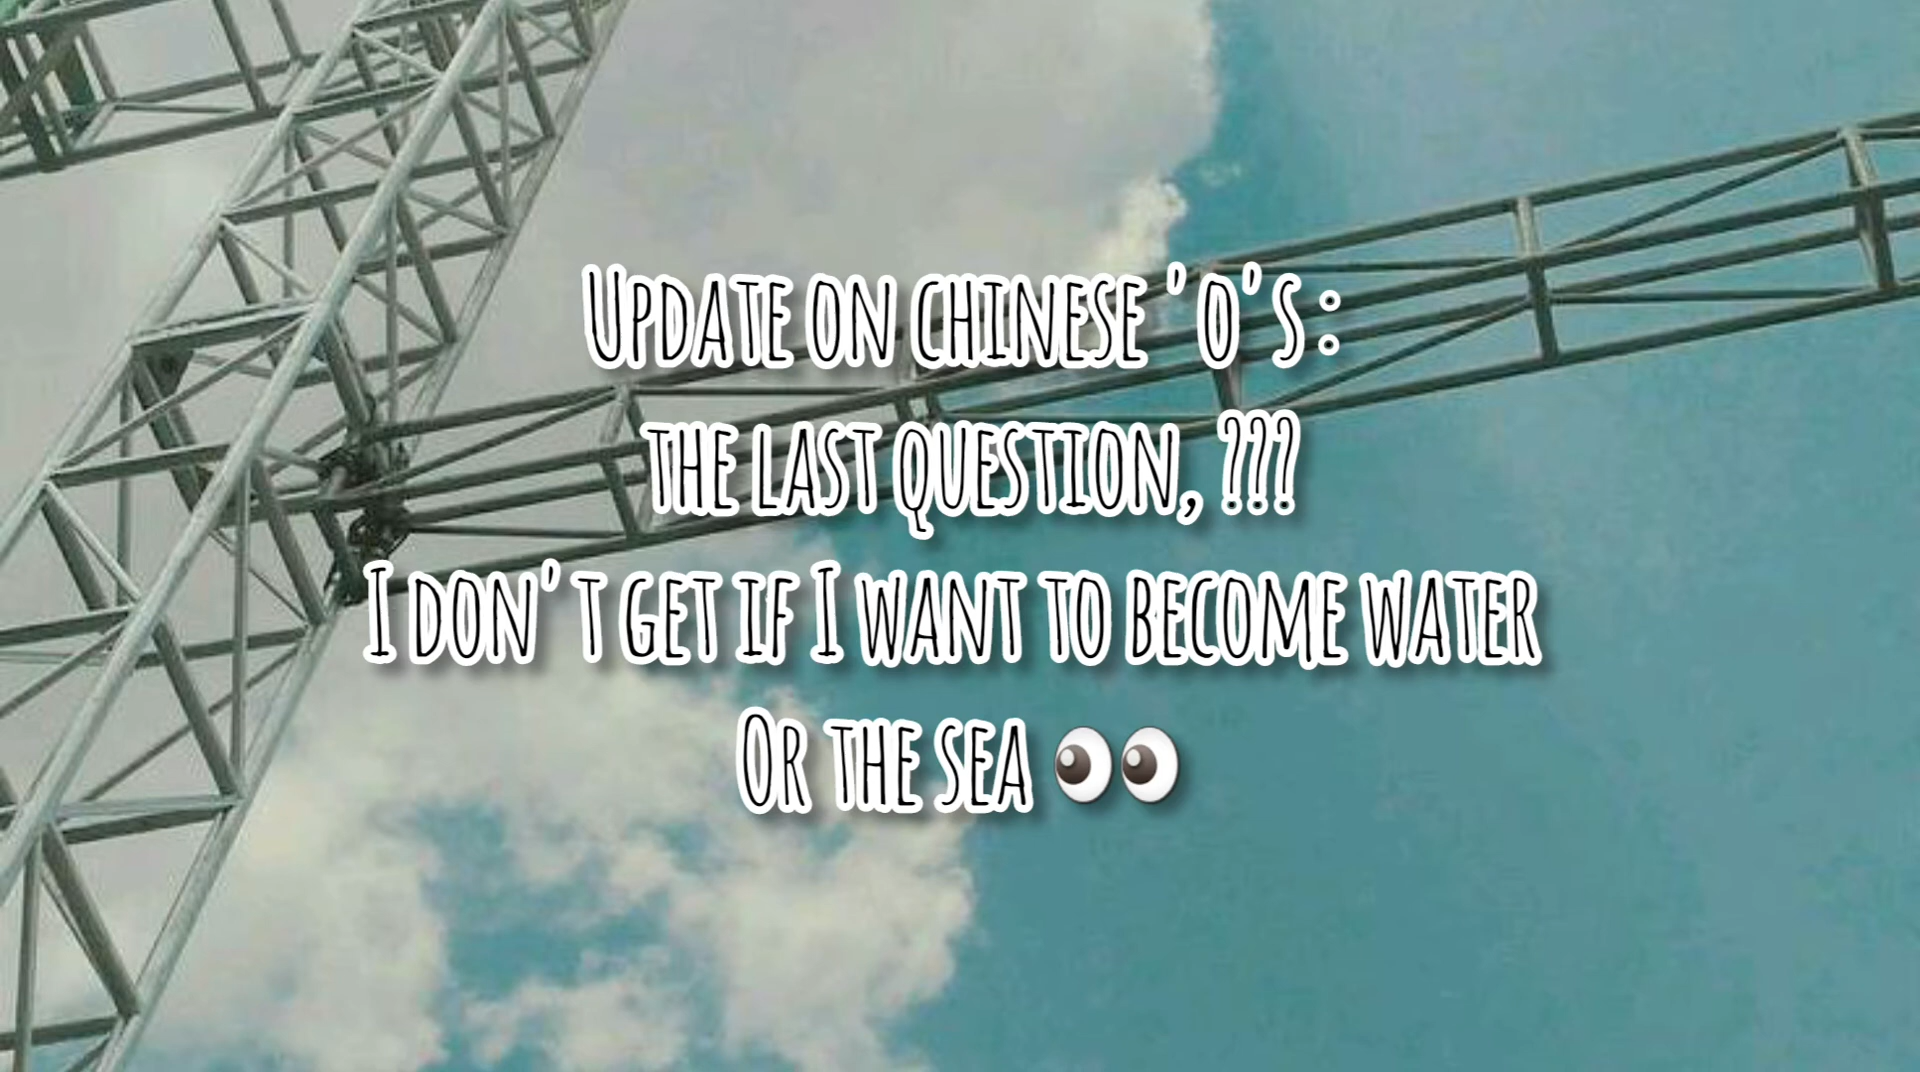 Update on chinese 'o's :
the last question, ???
I don't get if I want to become water
Or the sea 👀